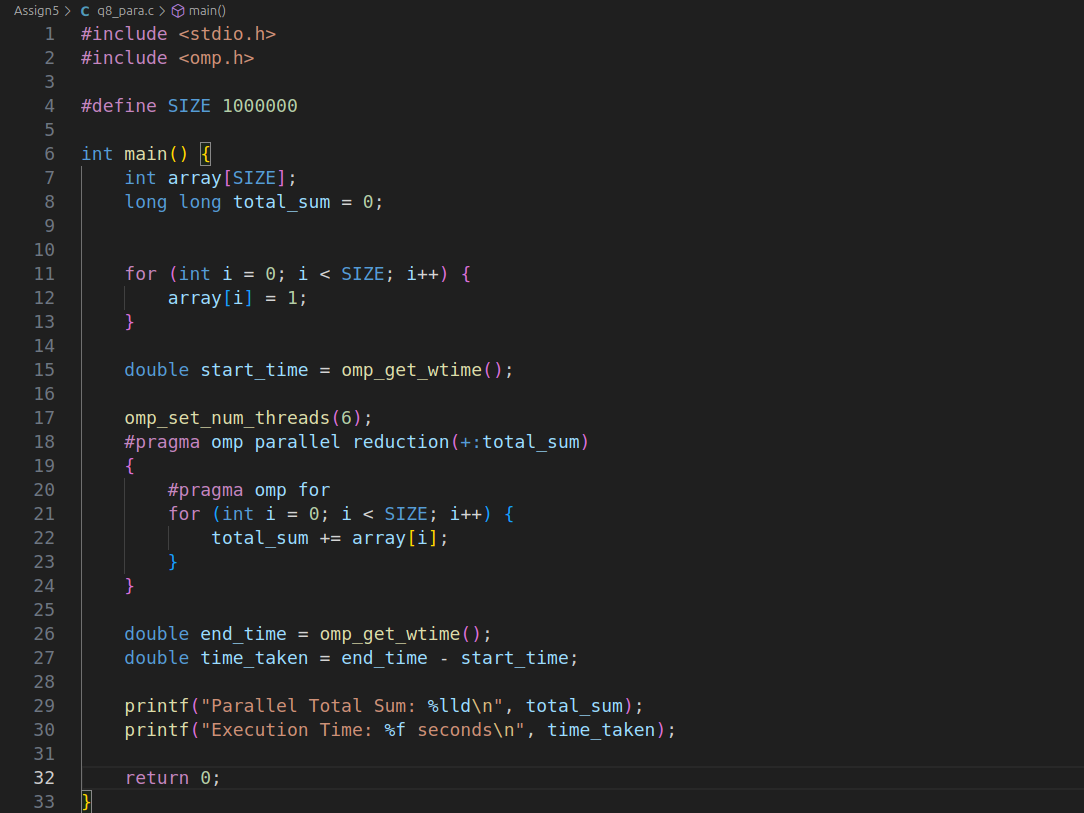 Assign5 > C q8_para.c > main()
1 #include <stdio.h>
2 #include <omp.h>
3
4 #define SIZE 1000000
5
6 int main() {
7     int array[SIZE];
8     long long total_sum = 0;
9
10
11     for (int i = 0; i < SIZE; i++) {
12         array[i] = 1;
13     }
14
15     double start_time = omp_get_wtime();
16
17     omp_set_num_threads(6);
18     #pragma omp parallel reduction(+:total_sum)
19     {
20         #pragma omp for
21         for (int i = 0; i < SIZE; i++) {
22             total_sum += array[i];
23         }
24     }
25
26     double end_time = omp_get_wtime();
27     double time_taken = end_time - start_time;
28
29     printf("Parallel Total Sum: %lld\n", total_sum);
30     printf("Execution Time: %f seconds\n", time_taken);
31
32     return 0;
33 }